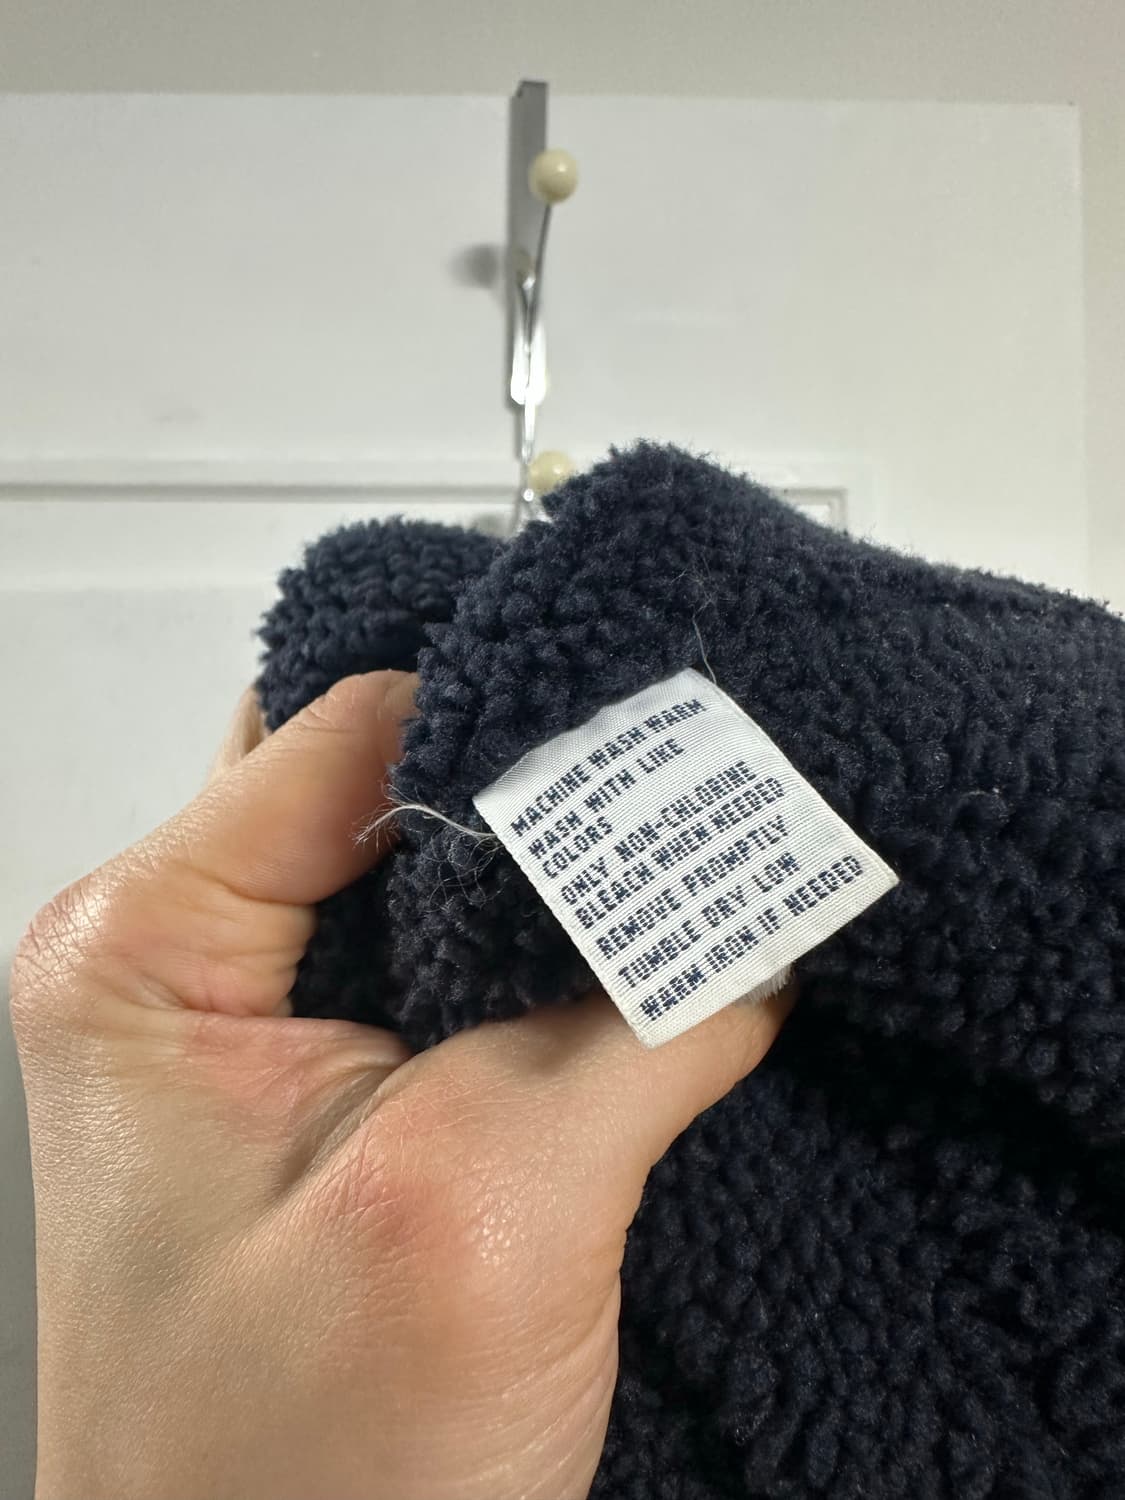 MACHINE WASH WARM
WASH WITH LIKE
COLORS
ONLY NON-CHLORINE
BLEACH WHEN NEEDED
REMOVE PROMPTLY
TUMBLE DRY LOW
WARM IRON IF NEEDED